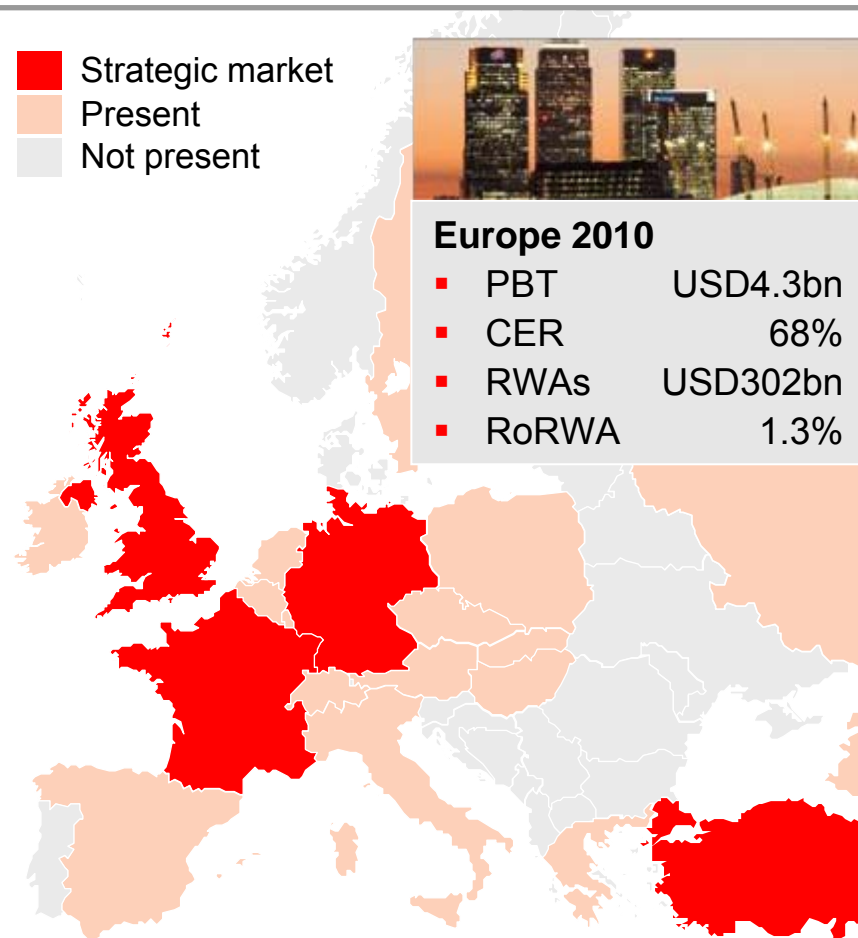 Strategic market
Present
Not present
Europe 2010
▪ PBT USD4.3bn
▪ CER 68%
▪ RWAs USD302bn
▪ RoRWA 1.3%